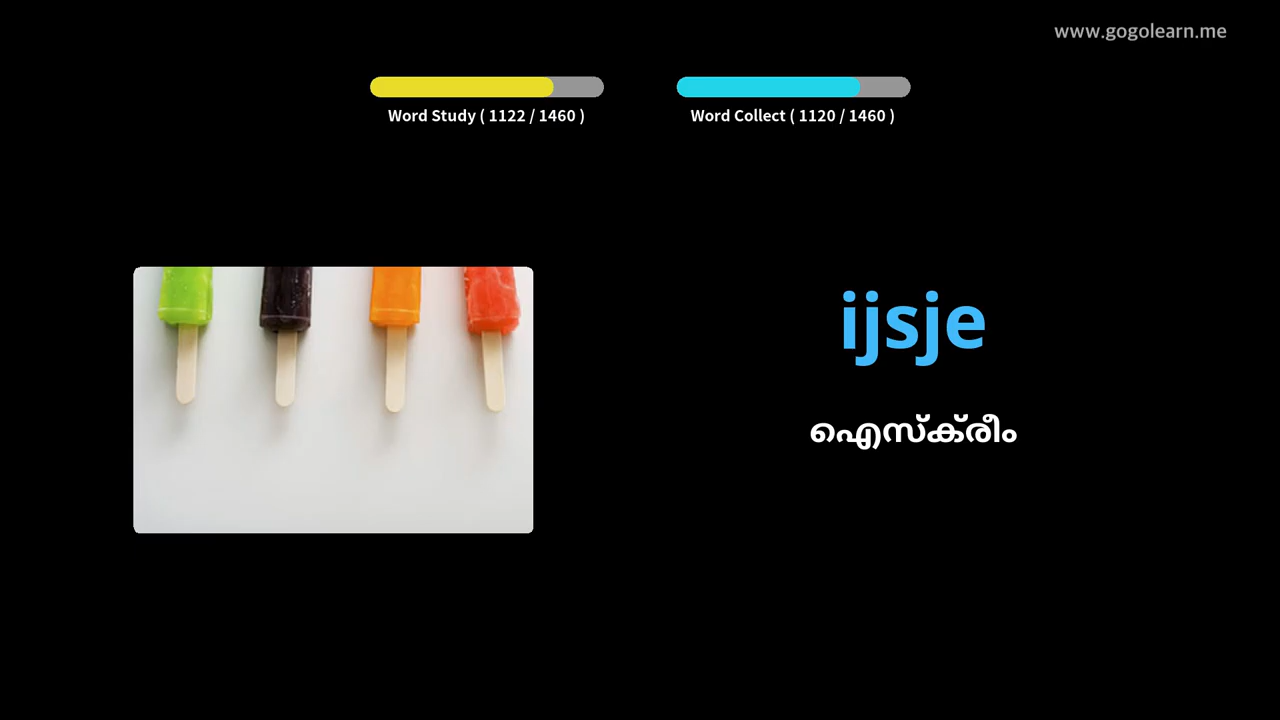 www.gogolearn.me
Word Study ( 1122 / 1460 )
Word Collect ( 1120 / 1460 )
ijsje
ഐസ്ക്രീം